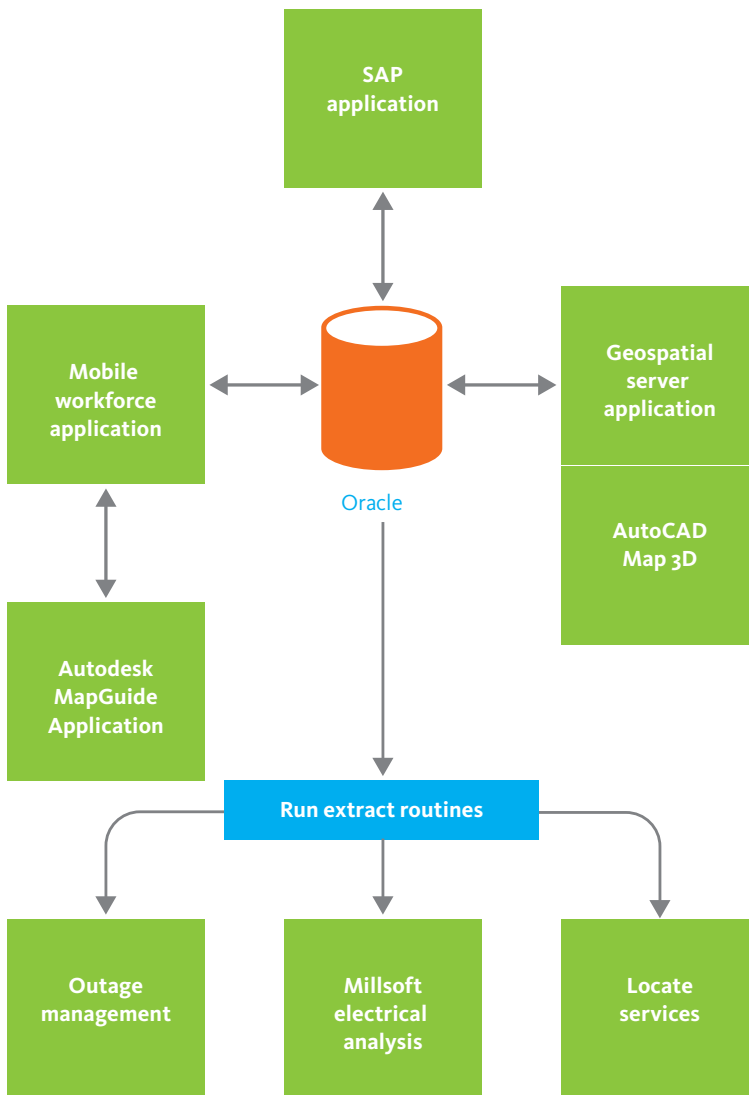 SAP
application
Mobile
workforce
application
Geospatial
server
application
Oracle
AutoCAD
Map 3D
Autodesk
MapGuide
Application
Run extract routines
Outage
management
Millsoft
electrical
analysis
Locate
services